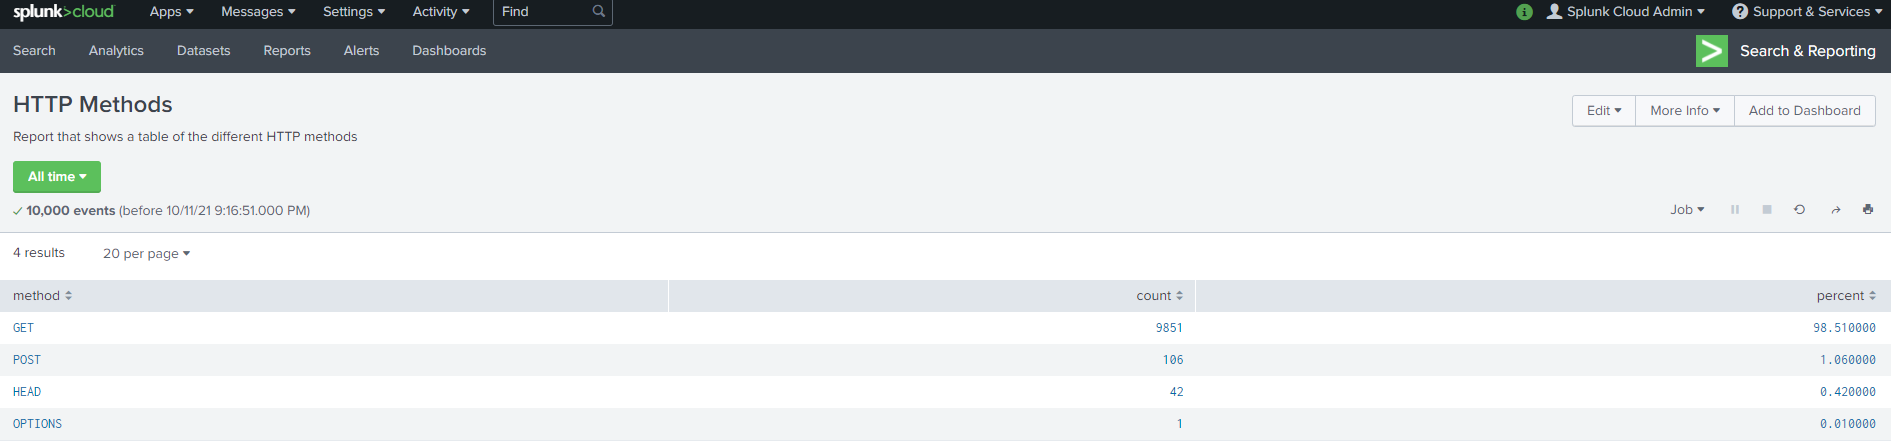 splunk>cloud Apps Messages Settings Activity Find i Splunk Cloud Admin ? Support & Services
Search Analytics Datasets Reports Alerts Dashboards > Search & Reporting
HTTP Methods
Edit More Info Add to Dashboard
Report that shows a table of the different HTTP methods
All time
10,000 events (before 10/11/21 9:16:51.000 PM) Job
4 results 20 per page
method count percent
GET 9851 98.510000
POST 106 1.060000
HEAD 42 0.420000
OPTIONS 1 0.010000